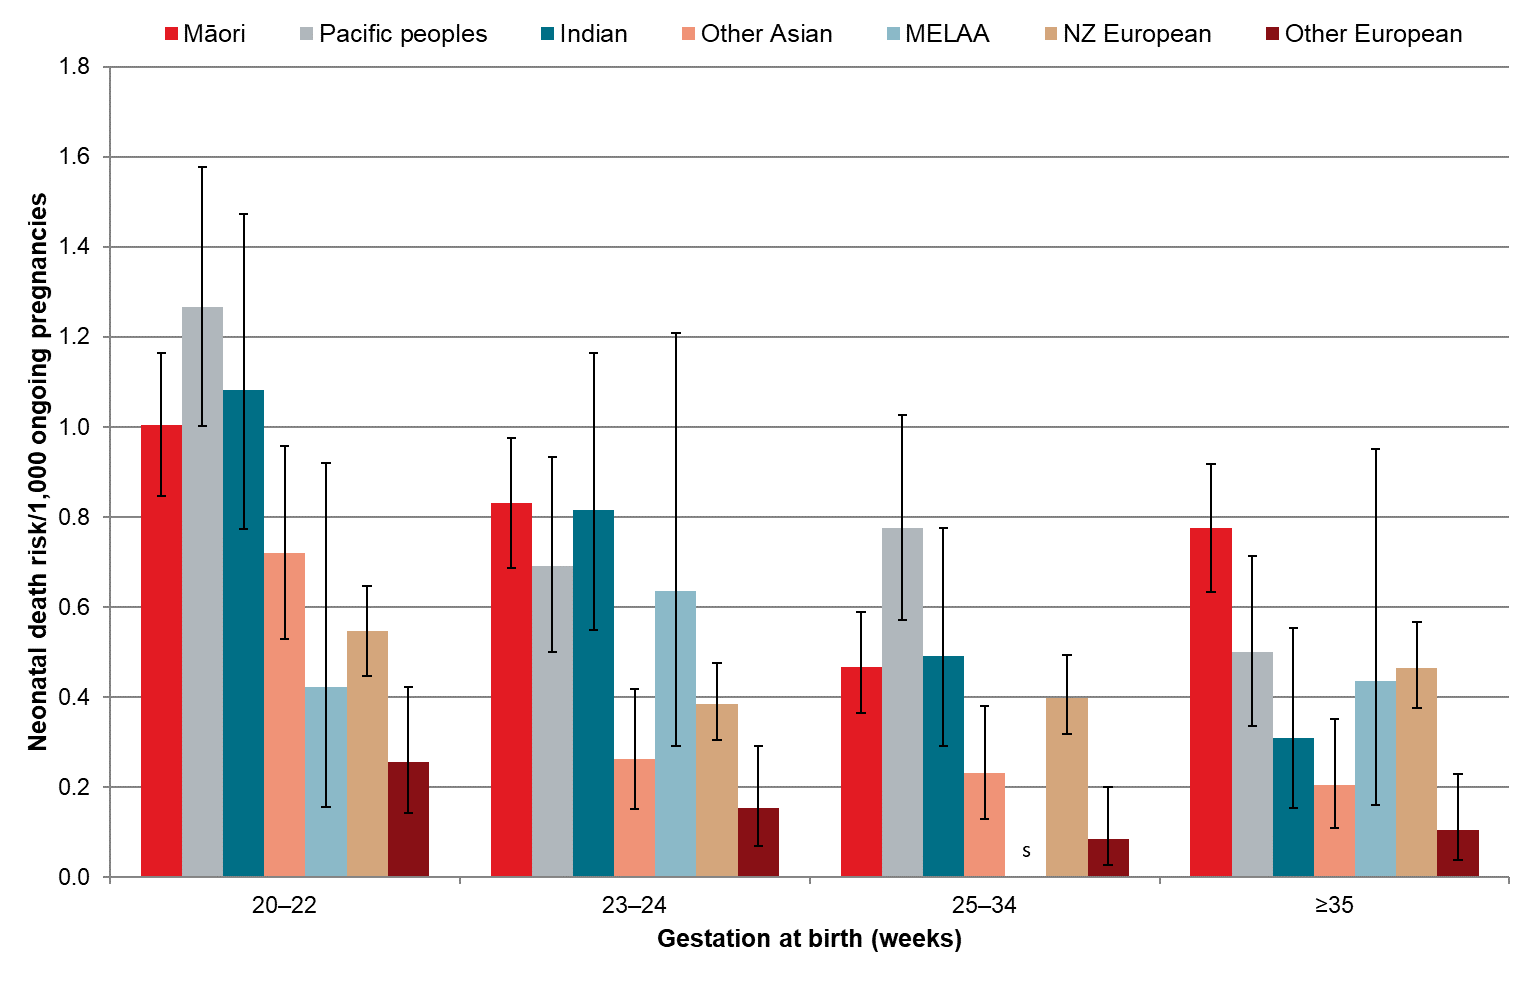 Māori Pacific peoples Indian Other Asian MELAA NZ European Other European
1.8
1.6
1.4
1.2
1.0
0.8
0.6
0.4
0.2
0.0
Neonatal death risk/1,000 ongoing pregnancies
s
20–22 23–24 25–34 ≥35
Gestation at birth (weeks)